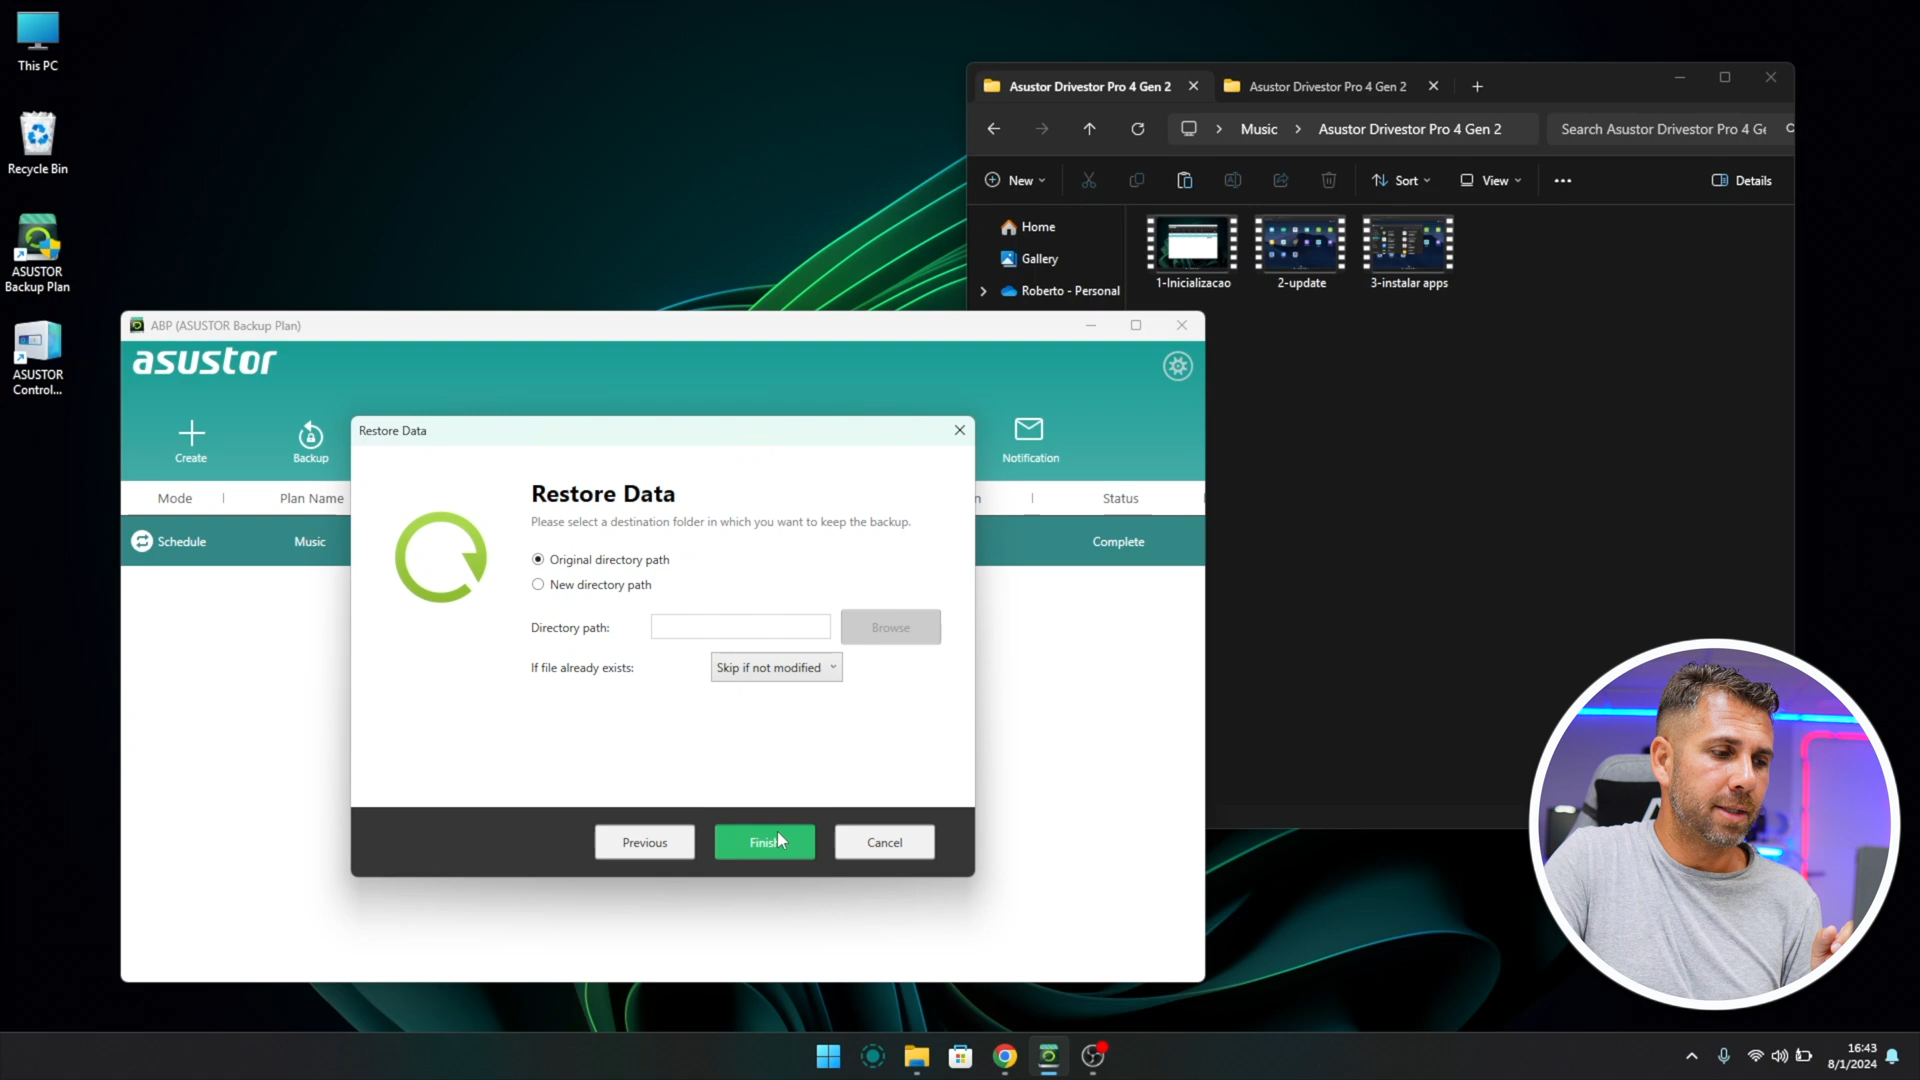 This PC
Recycle Bin
ASUSTOR
Backup Plan
ASUSTOR
Control...
Asustor Drivestor Pro 4 Gen 2
Asustor Drivestor Pro 4 Gen 2
Music
Asustor Drivestor Pro 4 Gen 2
Search Asustor Drivestor Pro 4 Ge
New
Sort
View
Details
Home
Gallery
Roberto - Personal
1-Inicializacao
2-update
3-instalar apps
ABP (ASUSTOR Backup Plan)
asustor
Create
Backup
Notification
Mode
Plan Name
n
Status
Schedule
Music
Complete
Restore Data
Restore Data
Please select a destination folder in which you want to keep the backup.
Original directory path
New directory path
Directory path:
Browse
If file already exists:
Skip if not modified
Previous
Finish
Cancel
16:43
8/1/2024